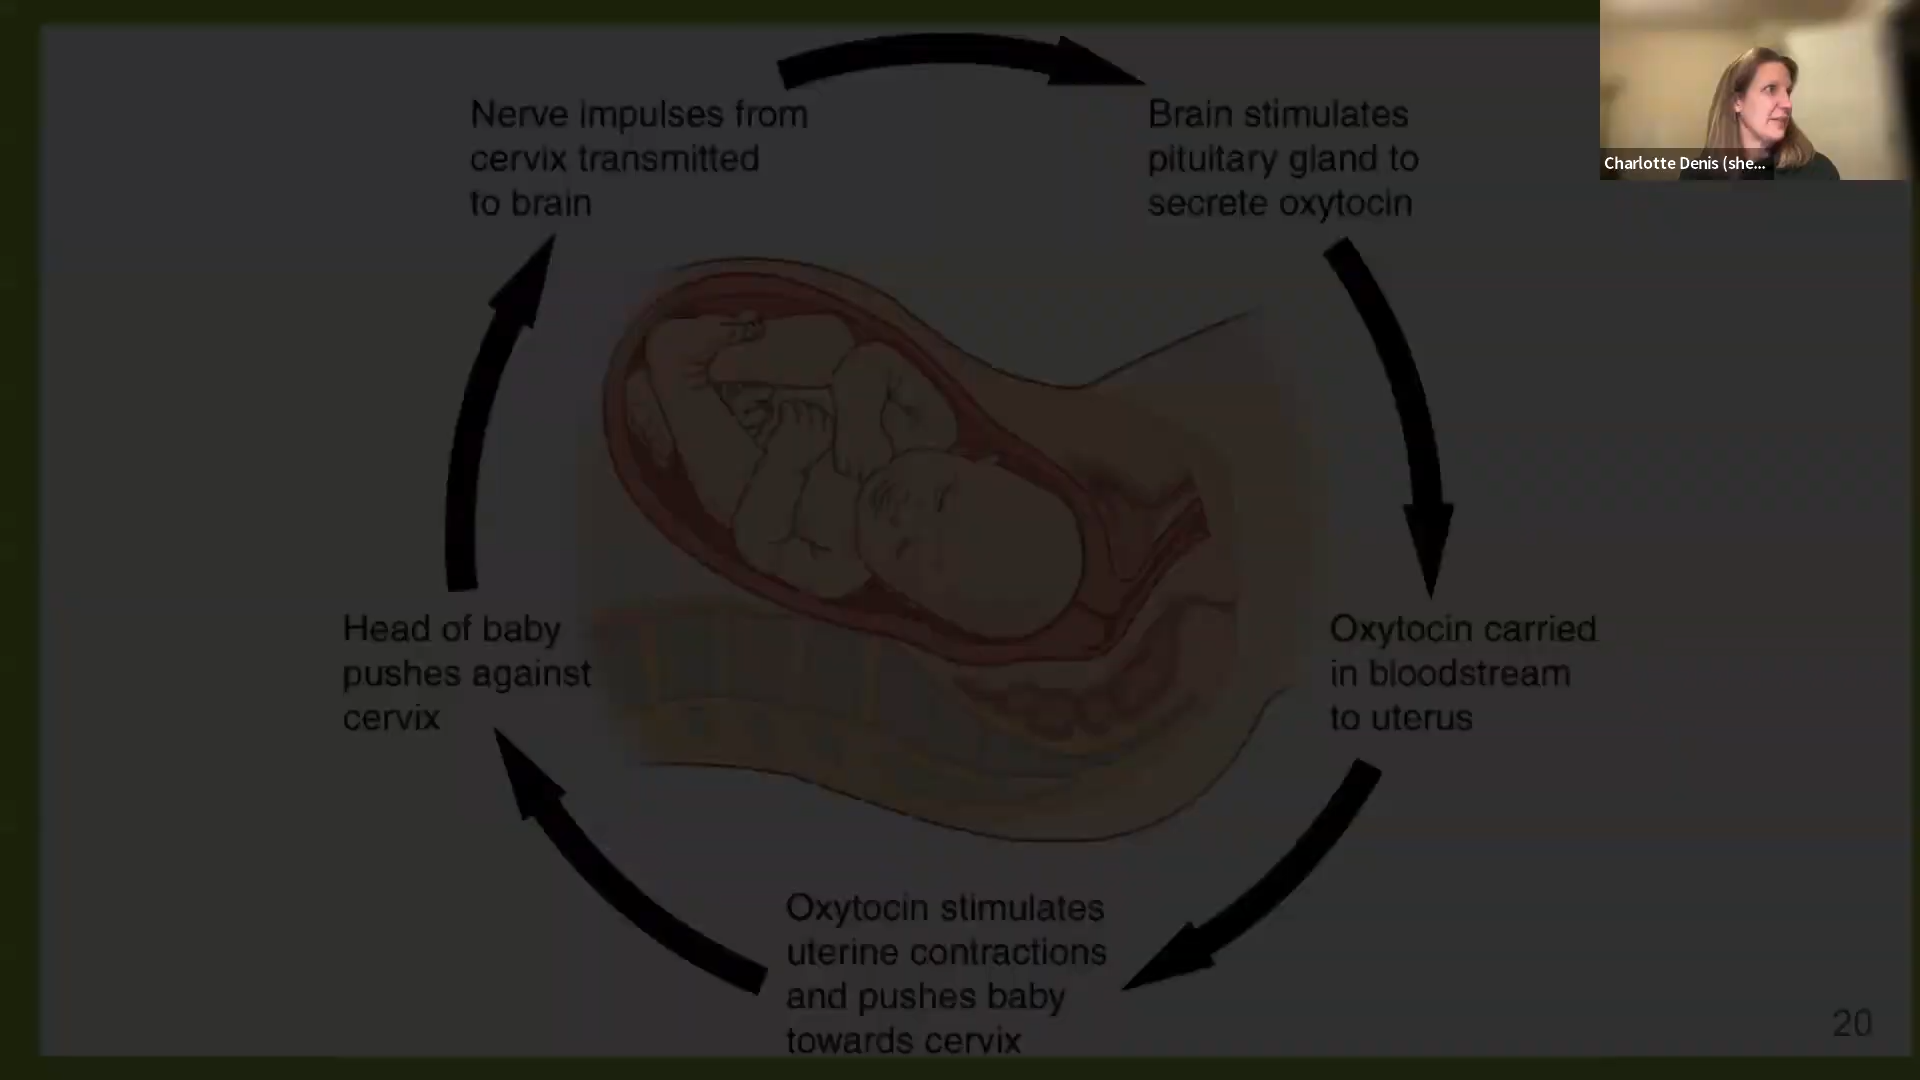 Nerve impulses from
cervix transmitted
to brain
Brain stimulates
pituitary gland to
secrete oxytocin
Charlotte Denis (she...
Head of baby
pushes against
cervix
Oxytocin carried
in bloodstream
to uterus
Oxytocin stimulates
uterine contractions
and pushes baby
towards cervix
20